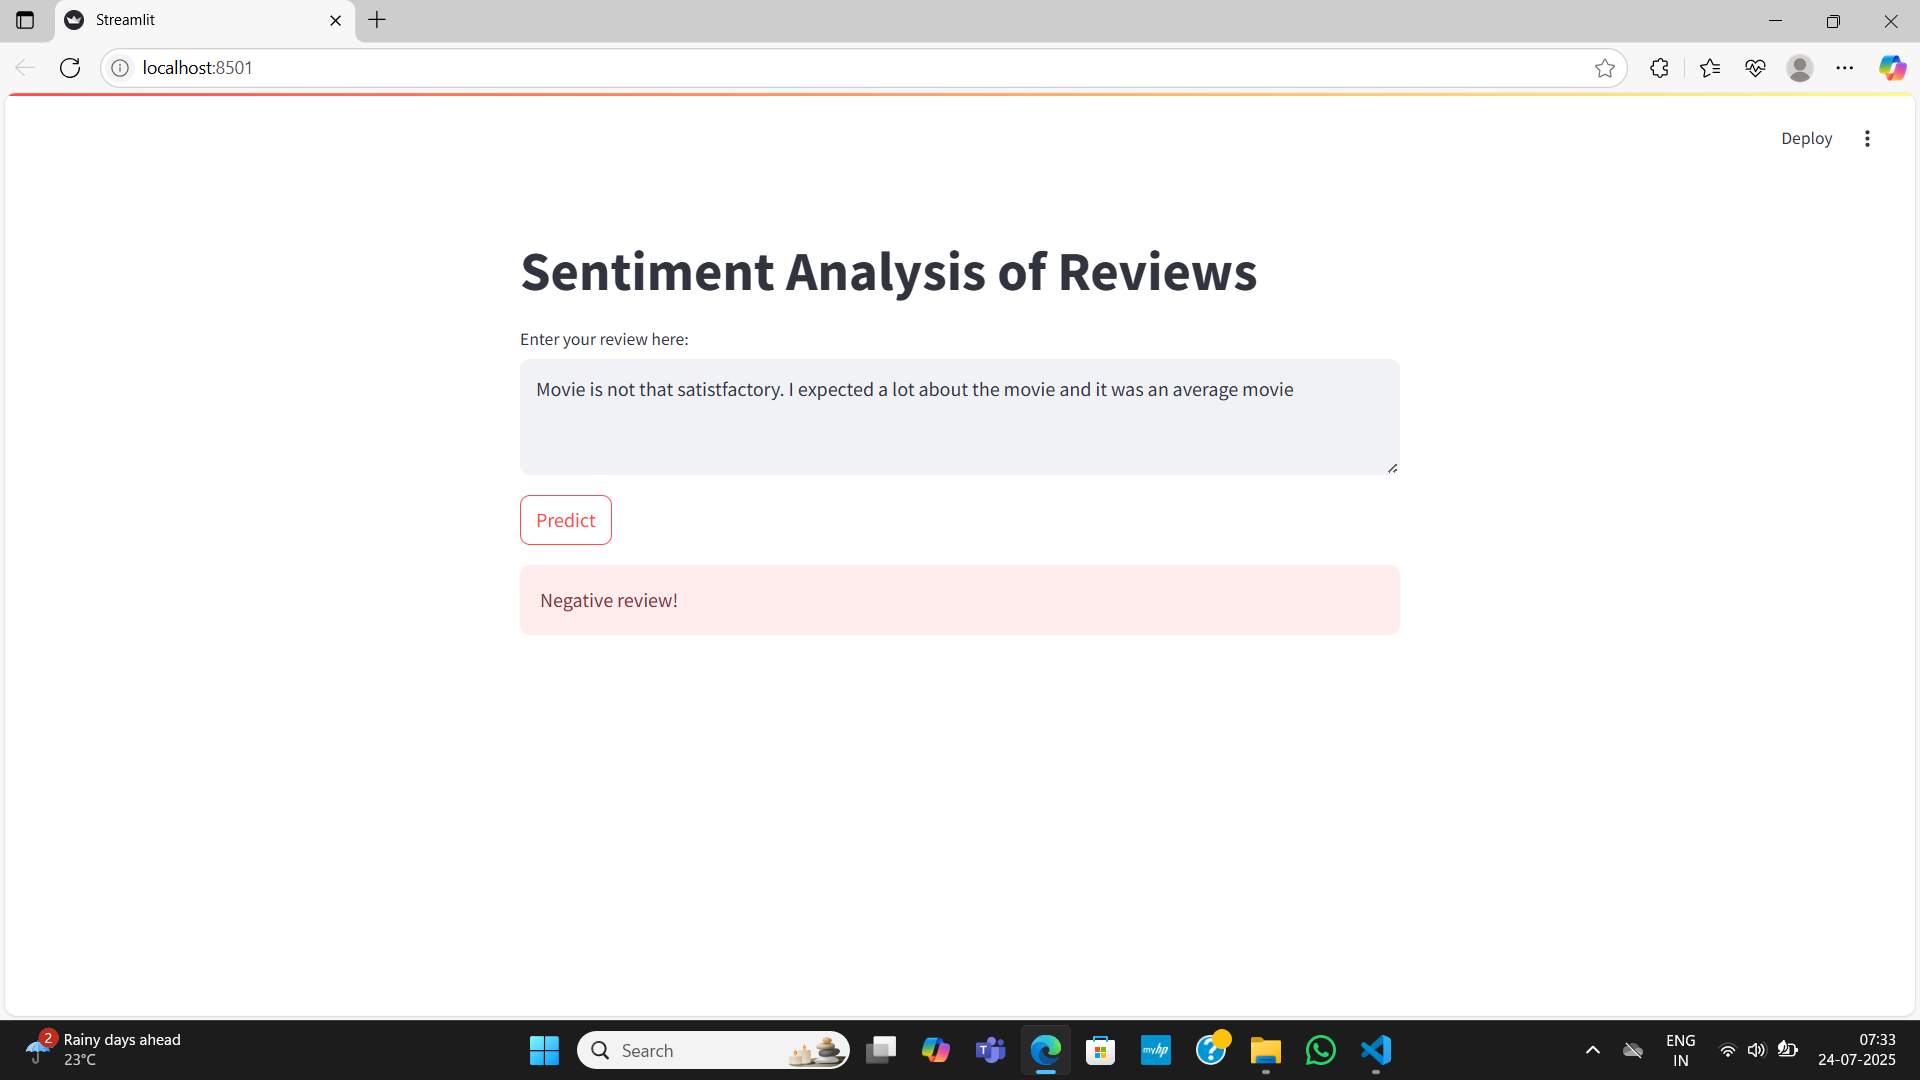 Streamlit
localhost:8501
Deploy
Sentiment Analysis of Reviews
Enter your review here:
Movie is not that satistfactory. I expected a lot about the movie and it was an average movie
Predict
Negative review!
2
Rainy days ahead
23°C
Search
T
myhp
?
ENG
IN
07:33
24-07-2025